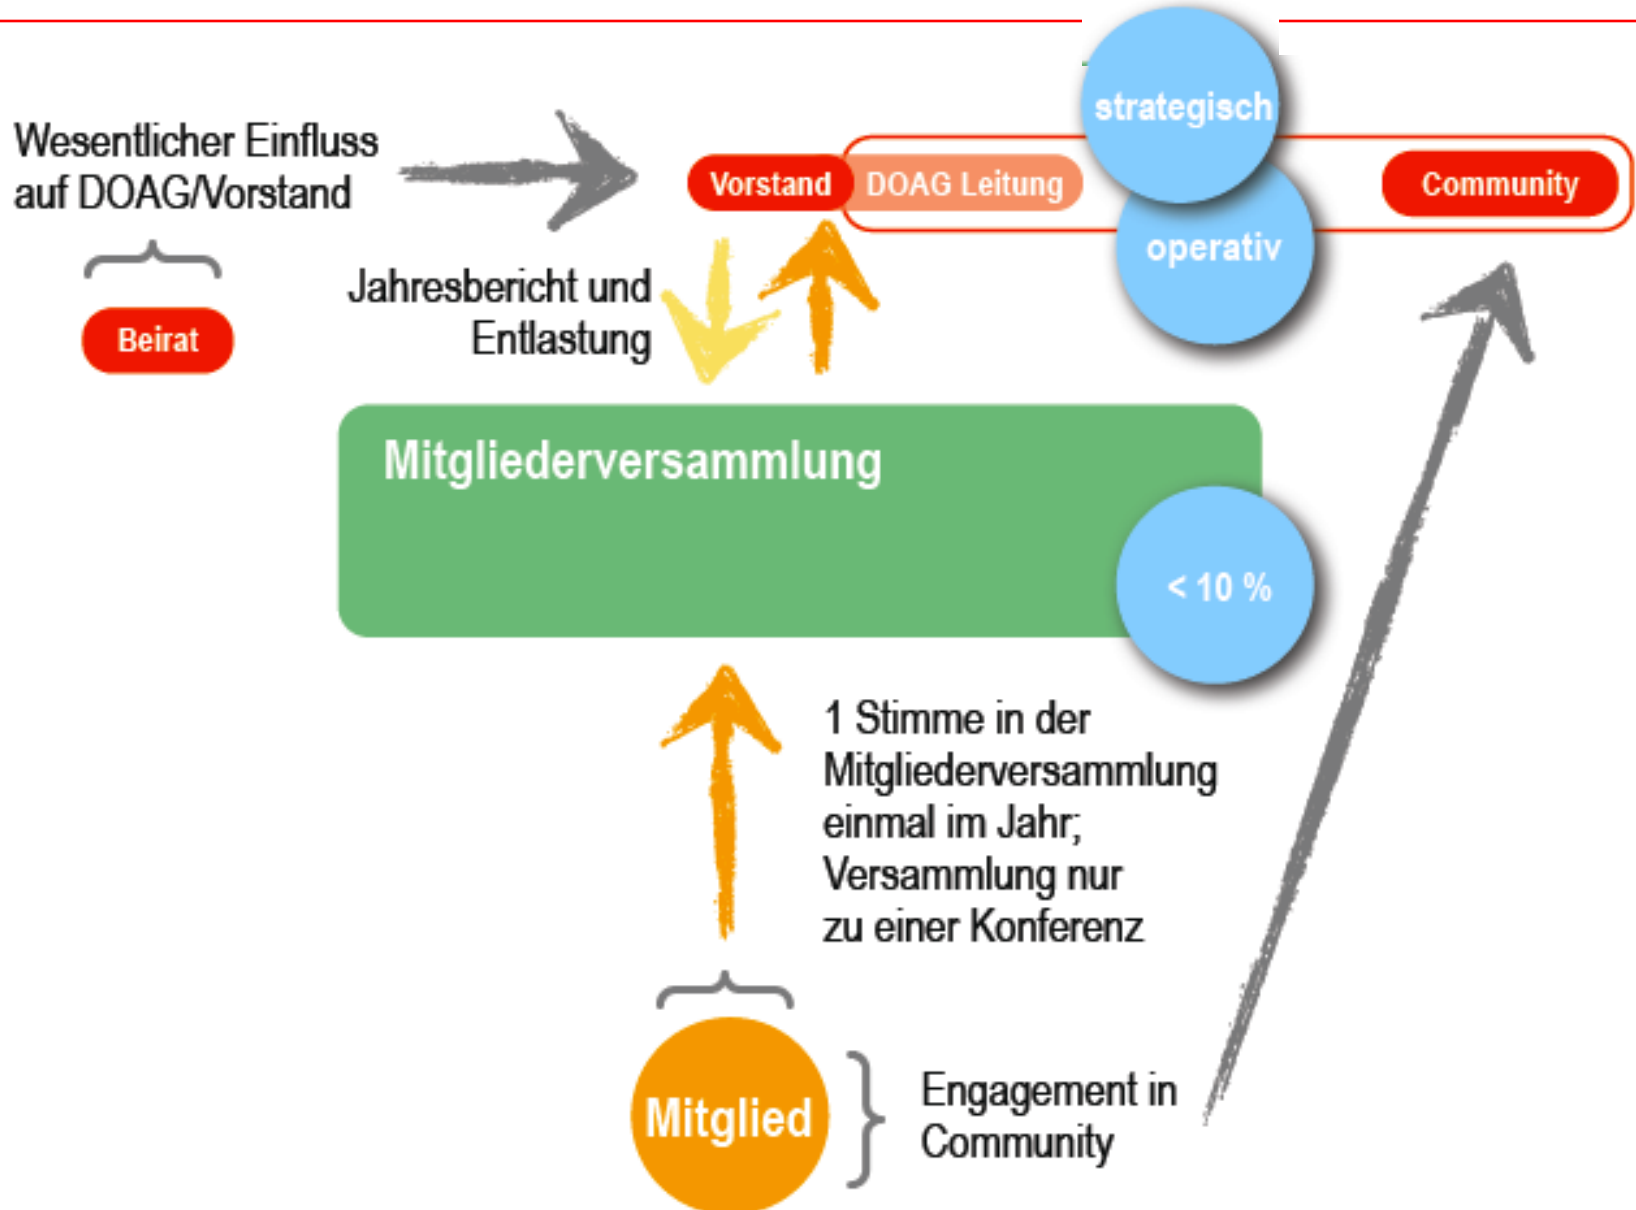 strategisch
Wesentlicher Einfluss
auf DOAG/Vorstand
Vorstand
DOAG Leitung
Community
operativ
Jahresbericht und
Entlastung
Beirat
Mitgliederversammlung
< 10 %
1 Stimme in der
Mitgliederversammlung
einmal im Jahr;
Versammlung nur
zu einer Konferenz
Mitglied
Engagement in
Community